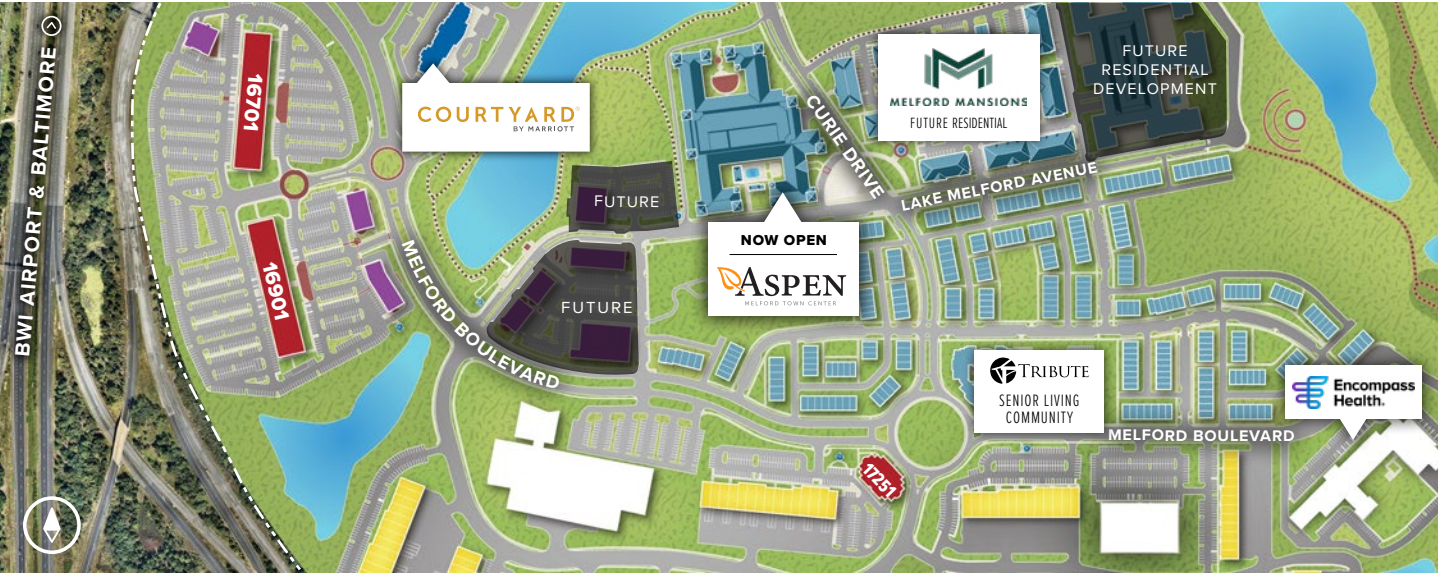 BWI AIRPORT & BALTIMORE
16701
16901
COURTYARD®
BY MARRIOTT
MELFORD BOULEVARD
FUTURE
FUTURE
CURIE DRIVE
MELFORD MANSIONS
FUTURE RESIDENTIAL
FUTURE
RESIDENTIAL
DEVELOPMENT
LAKE MELFORD AVENUE
NOW OPEN
ASPEN
MELFORD TOWN CENTER
TRIBUTE
SENIOR LIVING
COMMUNITY
Encompass
Health.
MELFORD BOULEVARD
17251